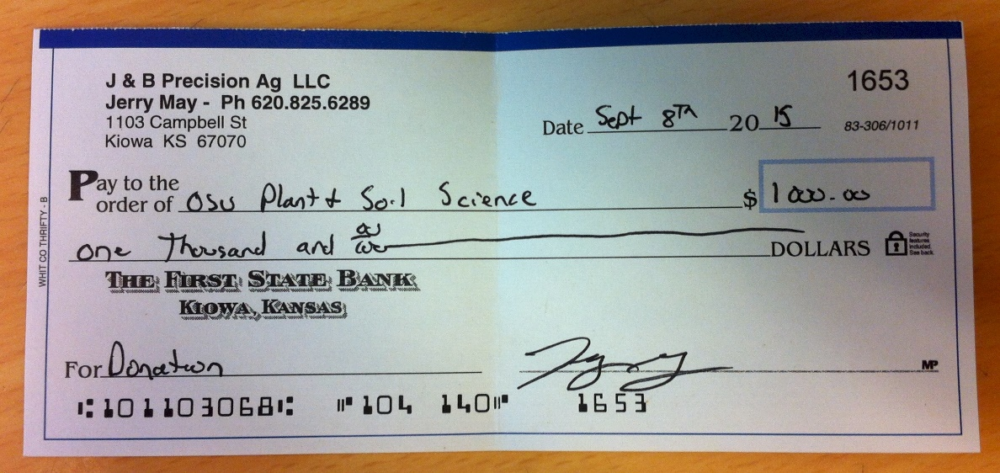 J & B Precision Ag LLC
Jerry May - Ph 620.825.6289
1103 Campbell St
Kiowa KS 67070
1653
Date Sept 8TH 20 15
83-306/1011
Pay to the
order of OSU Plant & Soil Science $ 1000.00
one Thousand and 00/100 DOLLARS
Security
features
included.
See back.
THE FIRST STATE BANK
KIOWA, KANSAS
For Donation
MP
⑆101103068⑆ ⑈104 140⑈ 1653
WHIT CO THRIFTY - B